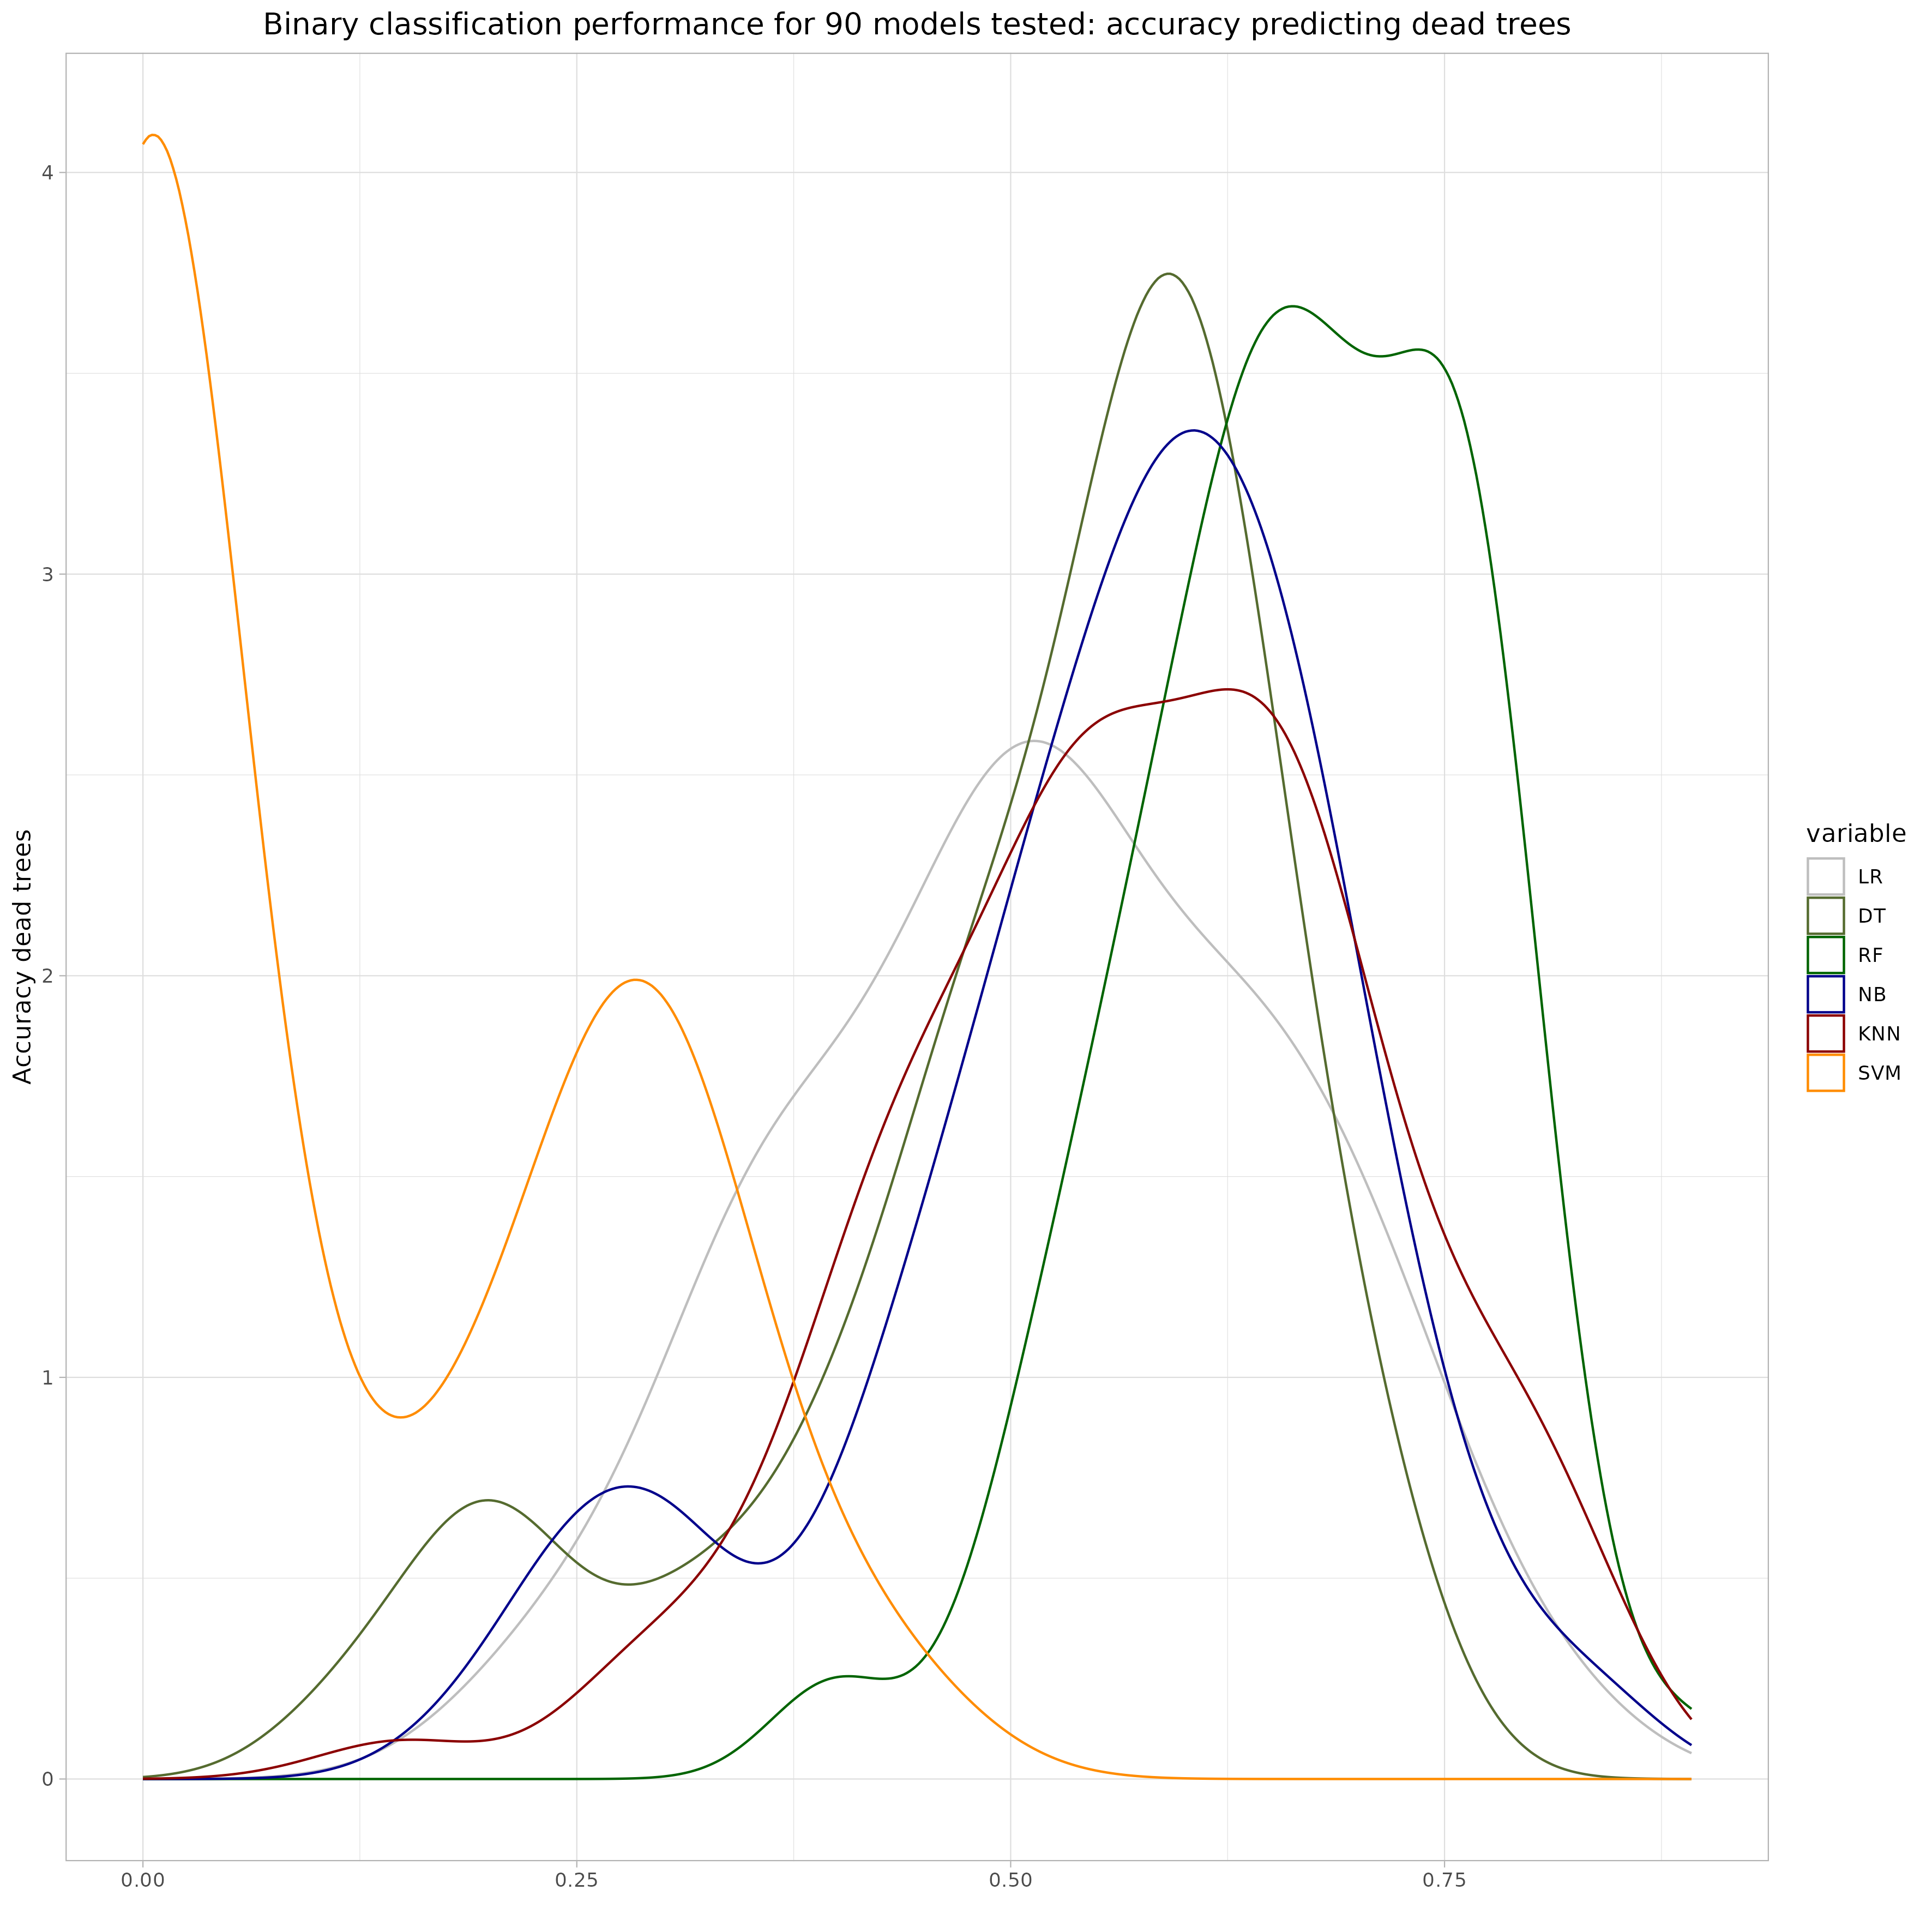 Binary classification performance for 90 models tested: accuracy predicting dead trees
Accuracy dead trees
4
3
2
1
0
0.00 0.25 0.50 0.75
variable
LR
DT
RF
NB
KNN
SVM